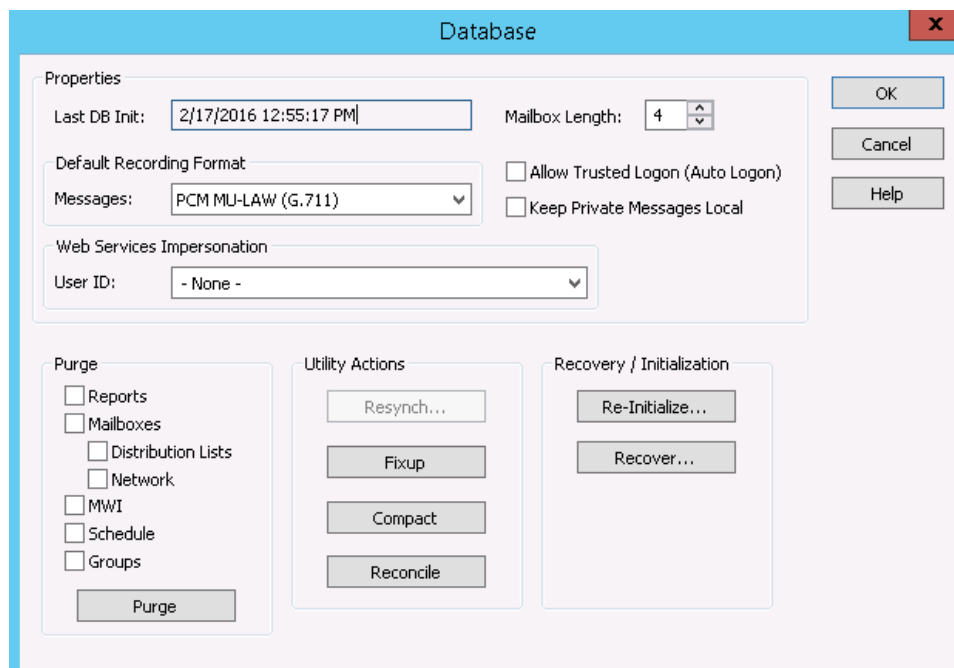 Database
x
Properties
Last DB Init: 2/17/2016 12:55:17 PM
Mailbox Length: 4
Default Recording Format
Messages: PCM MU-LAW (G.711)
Allow Trusted Logon (Auto Logon)
Keep Private Messages Local
Web Services Impersonation
User ID: - None -
OK
Cancel
Help
Purge
Reports
Mailboxes
Distribution Lists
Network
MWI
Schedule
Groups
Purge
Utility Actions
Resynch...
Fixup
Compact
Reconcile
Recovery / Initialization
Re-Initialize...
Recover...